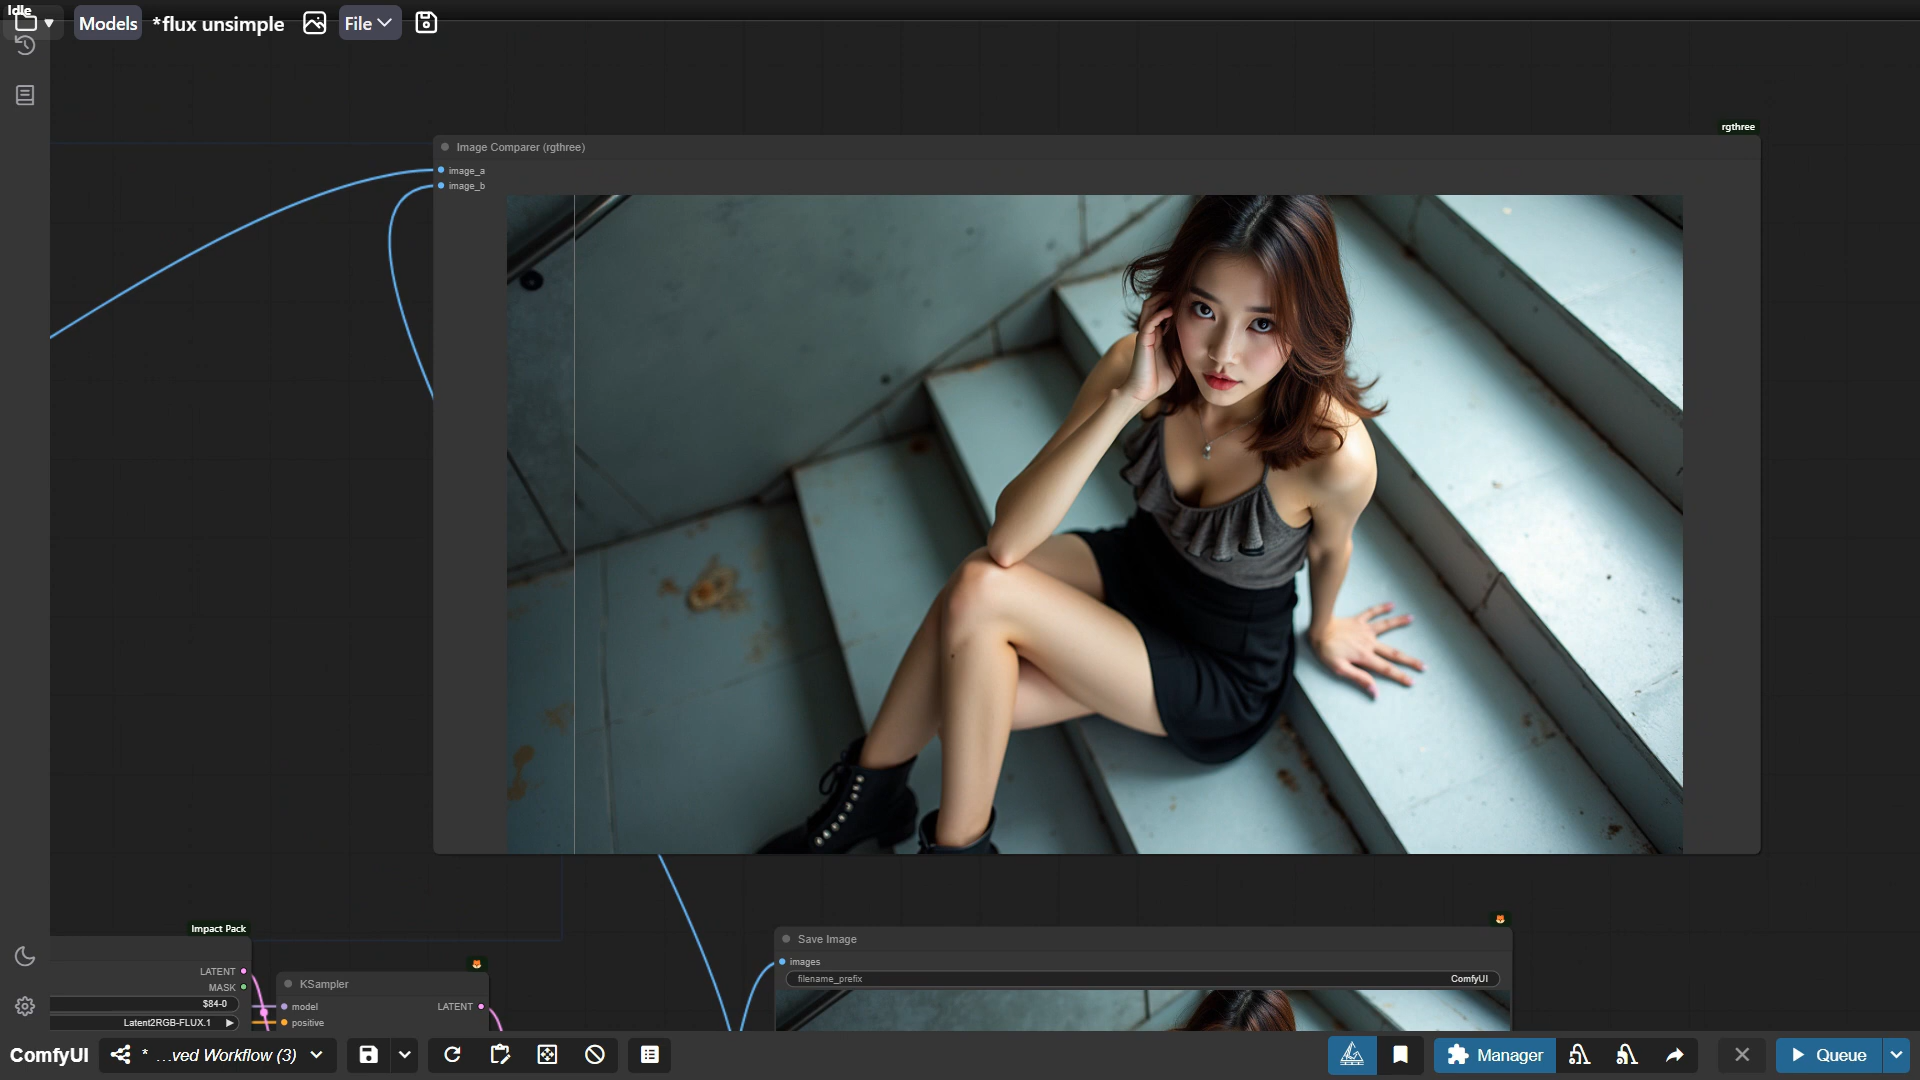 Idle
Models
*flux unsimple
File
rgthree
Image Comparer (rgthree)
image_a
image_b
Impact Pack
LATENT
MASK
$84-0
Latent2RGB-FLUX.1
KSampler
model
LATENT
positive
Save Image
images
filename_prefix
ComfyUI
ComfyUI
* ...ved Workflow (3)
Manager
Queue